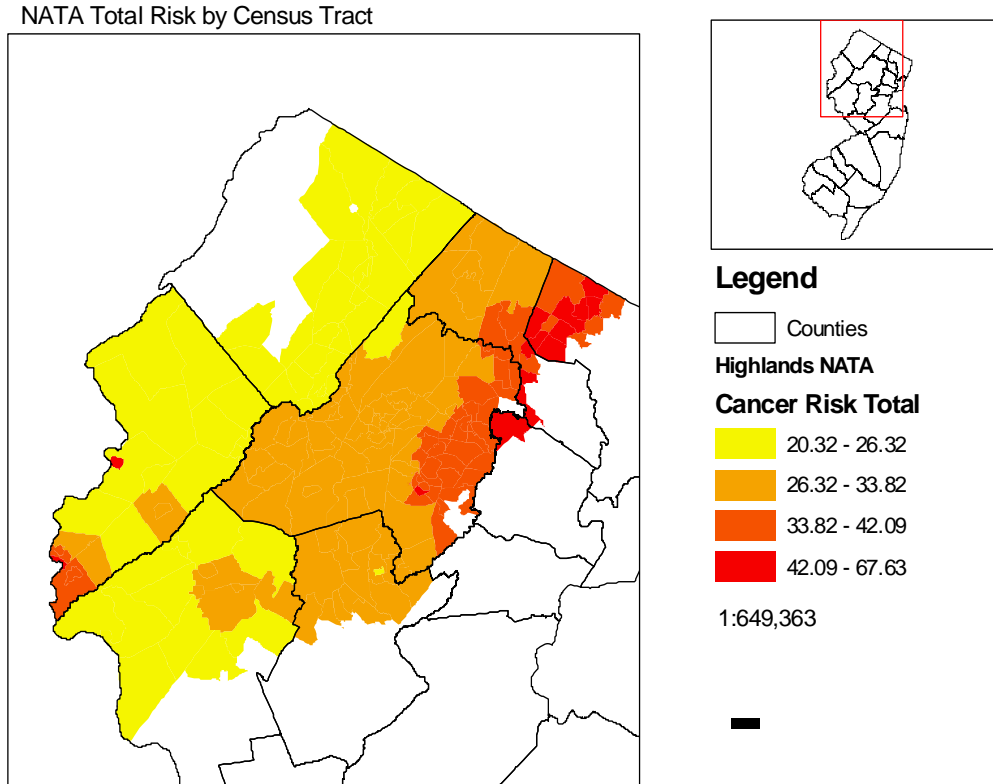 NATA Total Risk by Census Tract
Legend
Counties
Highlands NATA
Cancer Risk Total
20.32 - 26.32
26.32 - 33.82
33.82 - 42.09
42.09 - 67.63
1:649,363